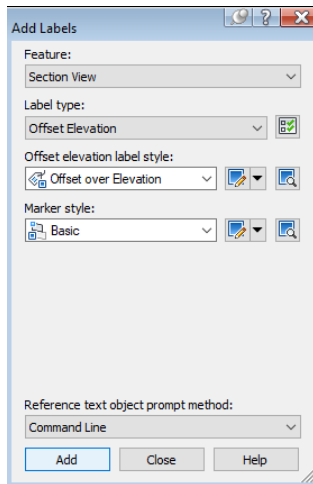 Add Labels
?
Feature:
Section View
Label type:
Offset Elevation
Offset elevation label style:
Offset over Elevation
Marker style:
Basic
Reference text object prompt method:
Command Line
Add Close Help